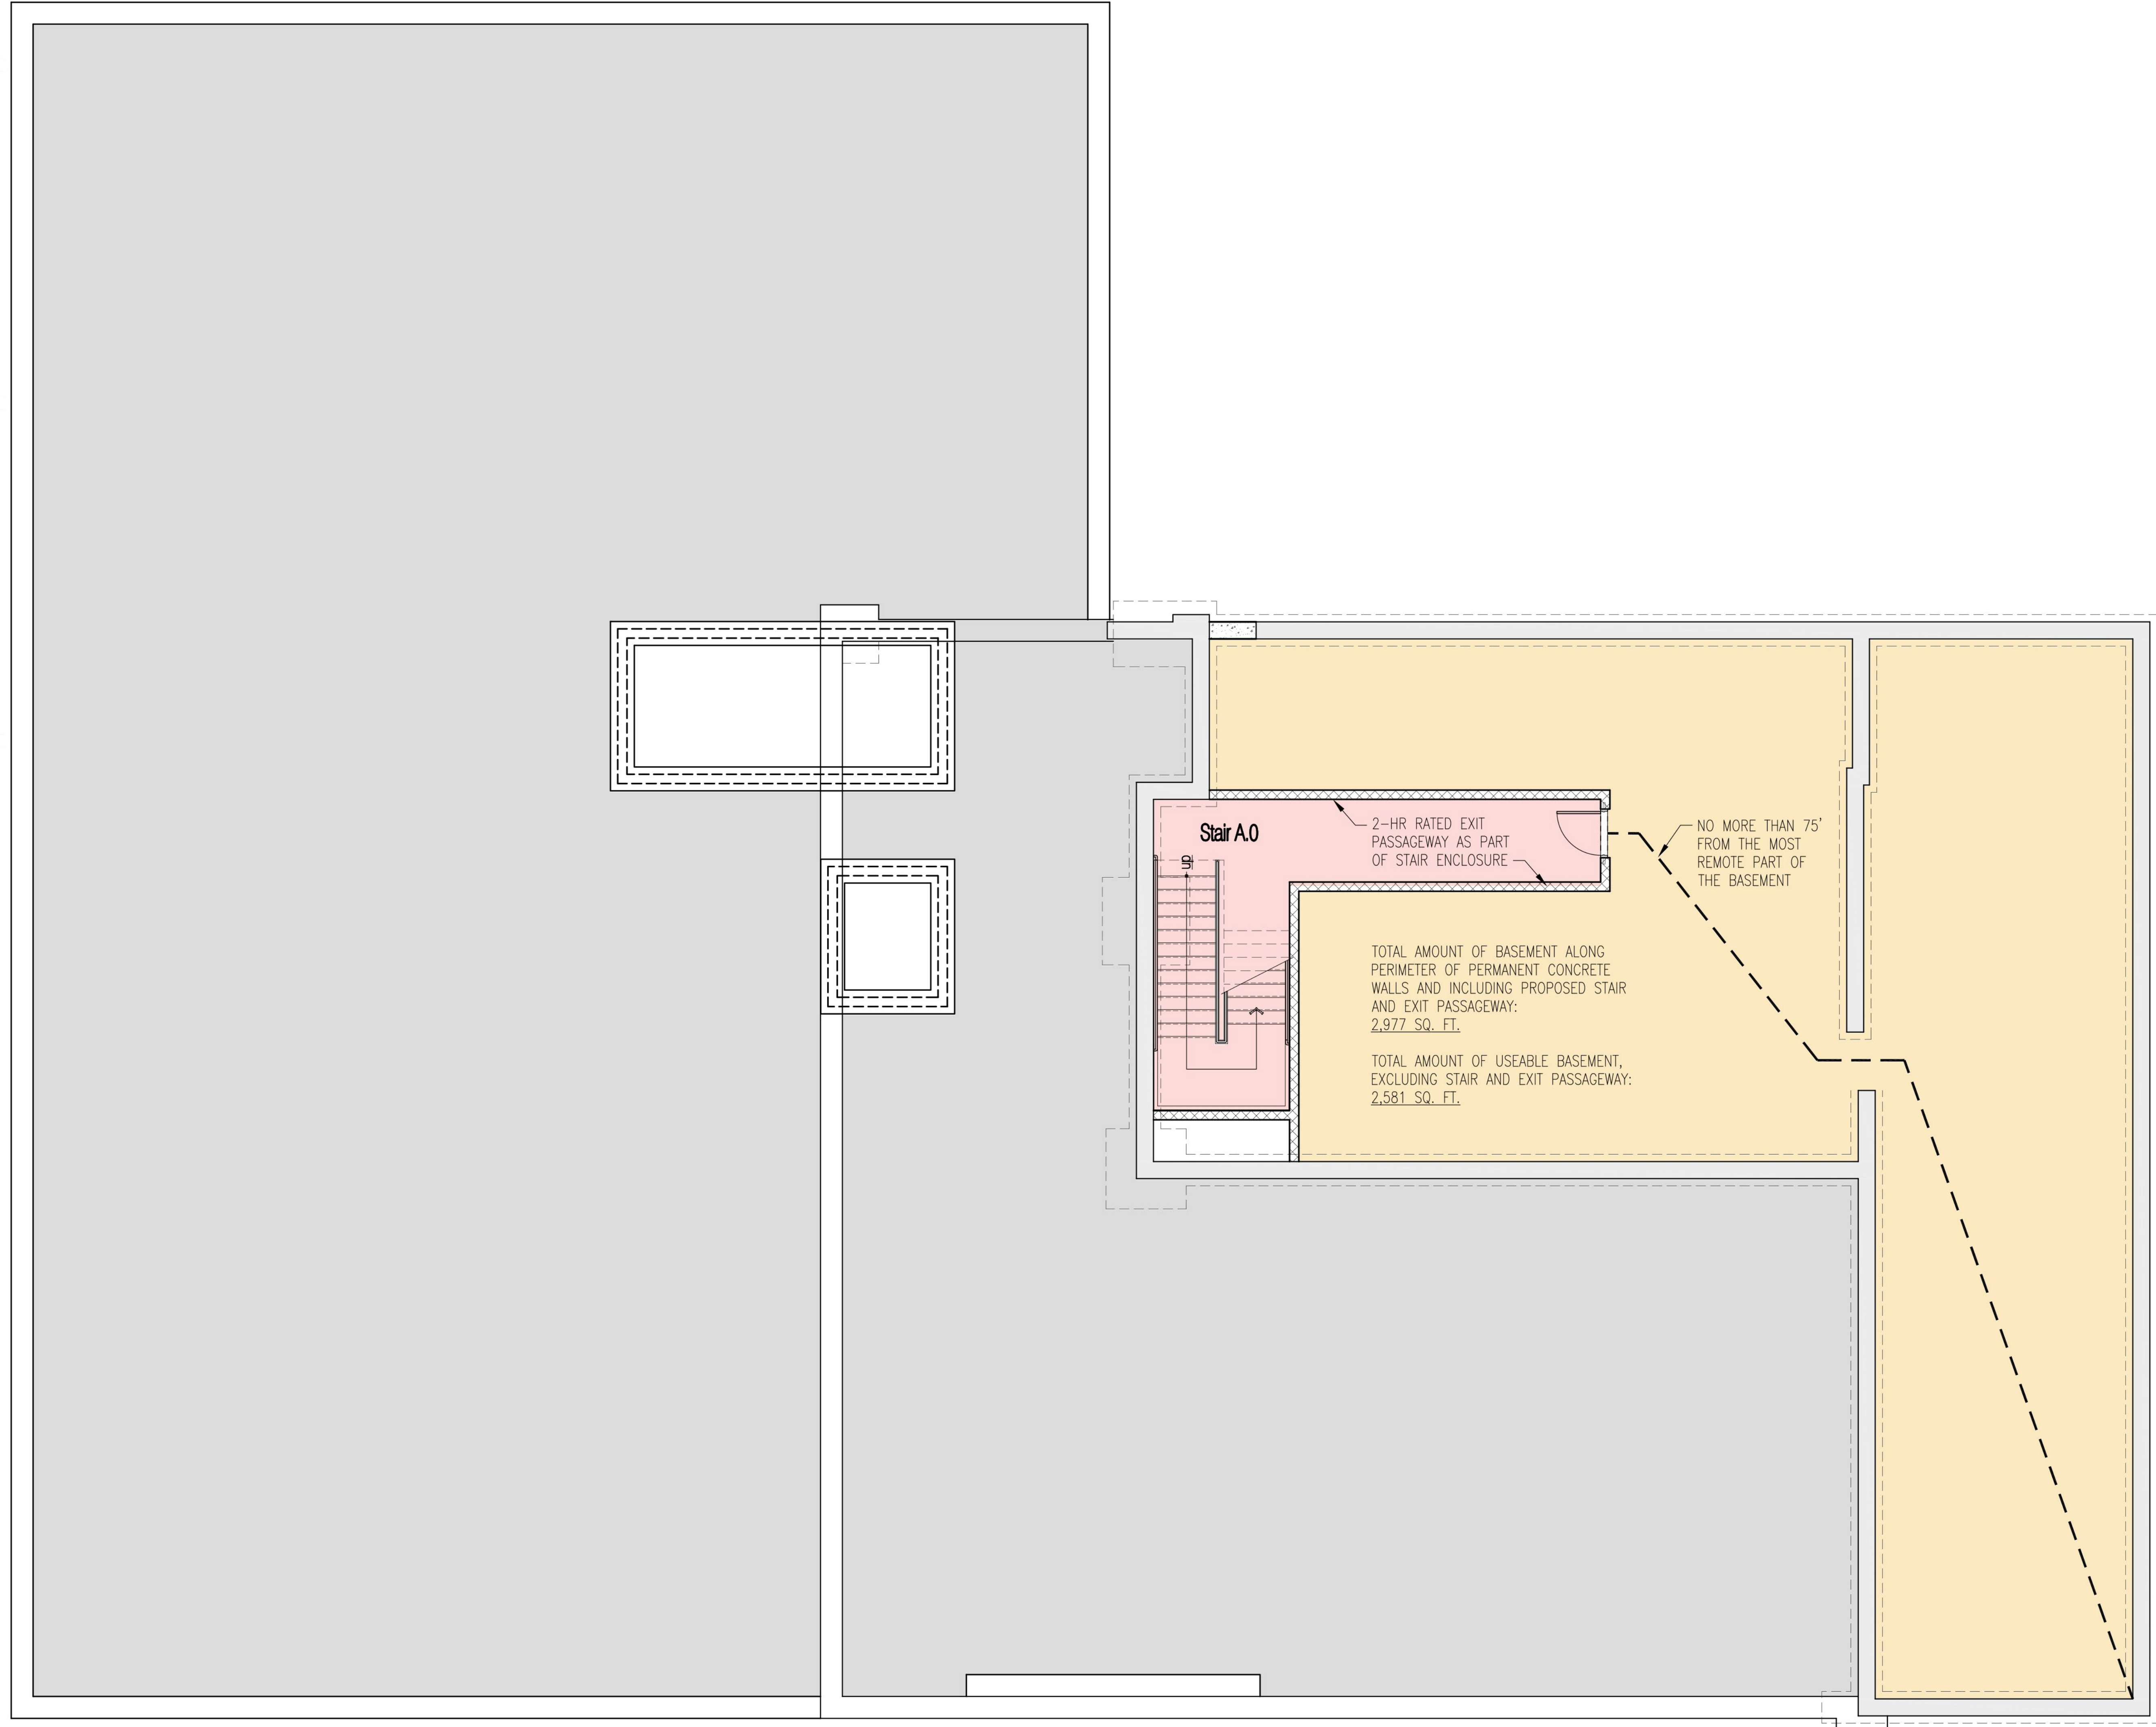 Stair A.0
up
2-HR RATED EXIT
PASSAGEWAY AS PART
OF STAIR ENCLOSURE
NO MORE THAN 75'
FROM THE MOST
REMOTE PART OF
THE BASEMENT
TOTAL AMOUNT OF BASEMENT ALONG
PERIMETER OF PERMANENT CONCRETE
WALLS AND INCLUDING PROPOSED STAIR
AND EXIT PASSAGEWAY:
2,977 SQ. FT.
TOTAL AMOUNT OF USEABLE BASEMENT,
EXCLUDING STAIR AND EXIT PASSAGEWAY:
2,581 SQ. FT.